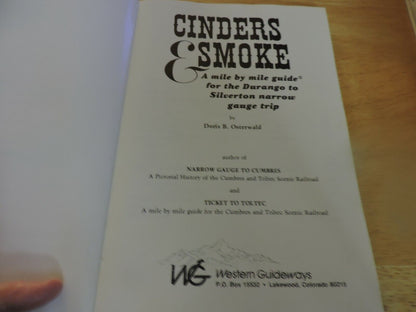 CINDERS
& SMOKE
A mile by mile guide®
for the Durango to
Silverton narrow
gauge trip
by
Doris B. Osterwald
author of
NARROW GAUGE TO CUMBRES
A Pictorial History of the Cumbres and Toltec Scenic Railroad
and
TICKET TO TOLTEC
A mile by mile guide for the Cumbres and Toltec Scenic Railroad
WG Western Guideways
P.O. Box 15532 • Lakewood, Colorado 80215